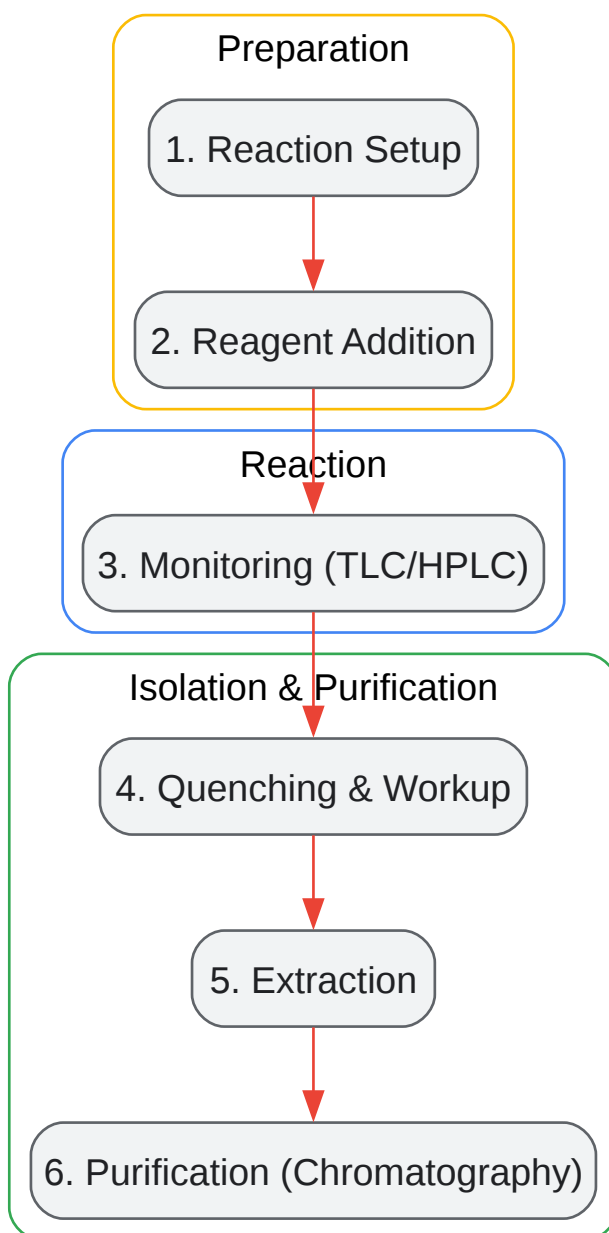 Preparation
1. Reaction Setup
2. Reagent Addition
Reaction
3. Monitoring (TLC/HPLC)
Isolation & Purification
4. Quenching & Workup
5. Extraction
6. Purification (Chromatography)